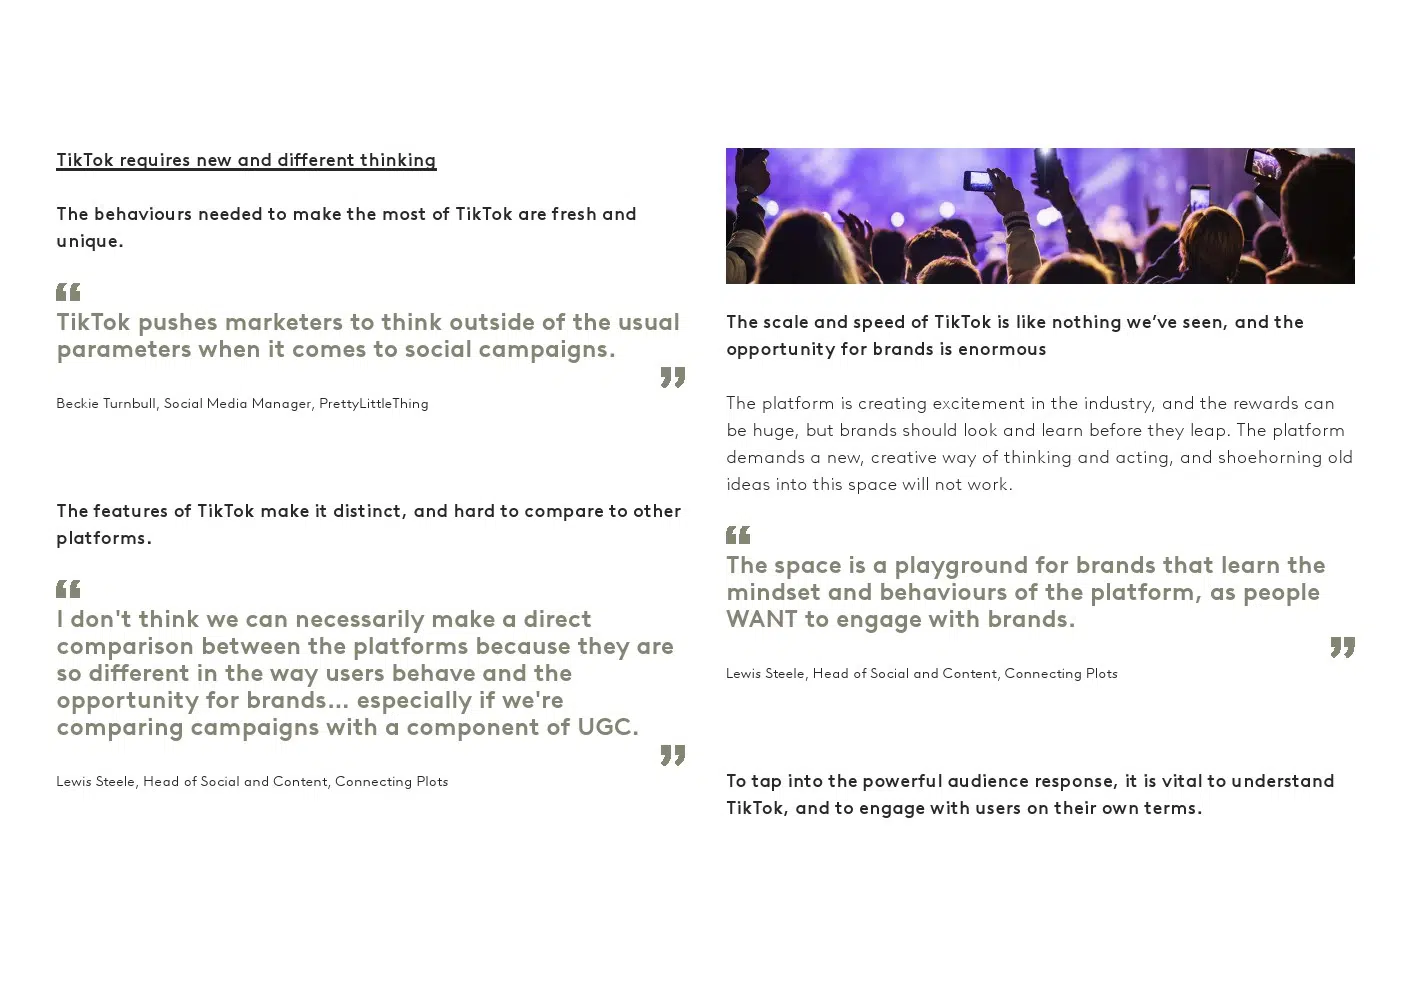 TikTok requires new and different thinking
The behaviours needed to make the most of TikTok are fresh and
unique.
“
TikTok pushes marketers to think outside of the usual
parameters when it comes to social campaigns.
”
Beckie Turnbull, Social Media Manager, PrettyLittleThing
The features of TikTok make it distinct, and hard to compare to other
platforms.
“
I don't think we can necessarily make a direct
comparison between the platforms because they are
so different in the way users behave and the
opportunity for brands... especially if we're
comparing campaigns with a component of UGC.
”
Lewis Steele, Head of Social and Content, Connecting Plots
The scale and speed of TikTok is like nothing we’ve seen, and the
opportunity for brands is enormous
The platform is creating excitement in the industry, and the rewards can
be huge, but brands should look and learn before they leap. The platform
demands a new, creative way of thinking and acting, and shoehorning old
ideas into this space will not work.
“
The space is a playground for brands that learn the
mindset and behaviours of the platform, as people
WANT to engage with brands.
”
Lewis Steele, Head of Social and Content, Connecting Plots
To tap into the powerful audience response, it is vital to understand
TikTok, and to engage with users on their own terms.